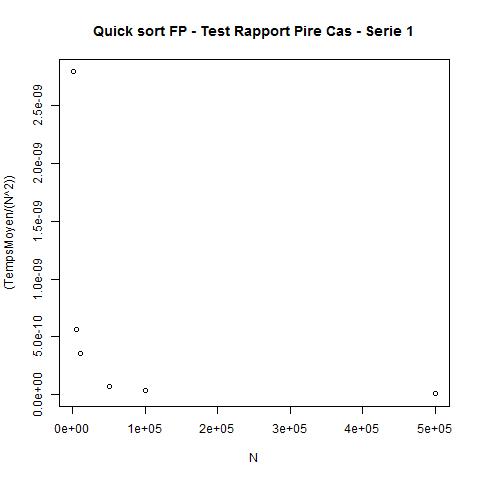 Quick sort FP - Test Rapport Pire Cas - Serie 1
(TempsMoyen/(N^2))
2.5e-09
2.0e-09
1.5e-09
1.0e-09
5.0e-10
0.0e+00
0e+00 1e+05 2e+05 3e+05 4e+05 5e+05
N